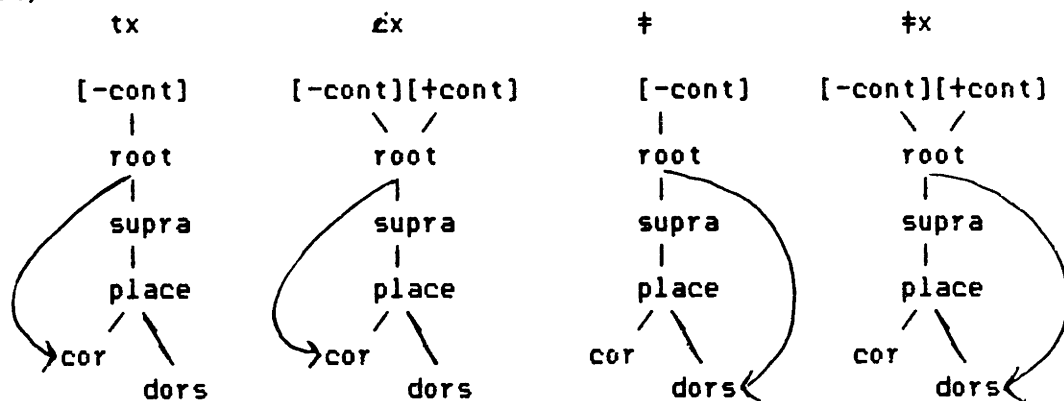 tx ƈx ǂ ǂx
[-cont] [-cont][+cont] [-cont] [-cont][+cont]
root root root root
supra supra supra supra
place place place place
cor cor cor cor
dors dors dors dors